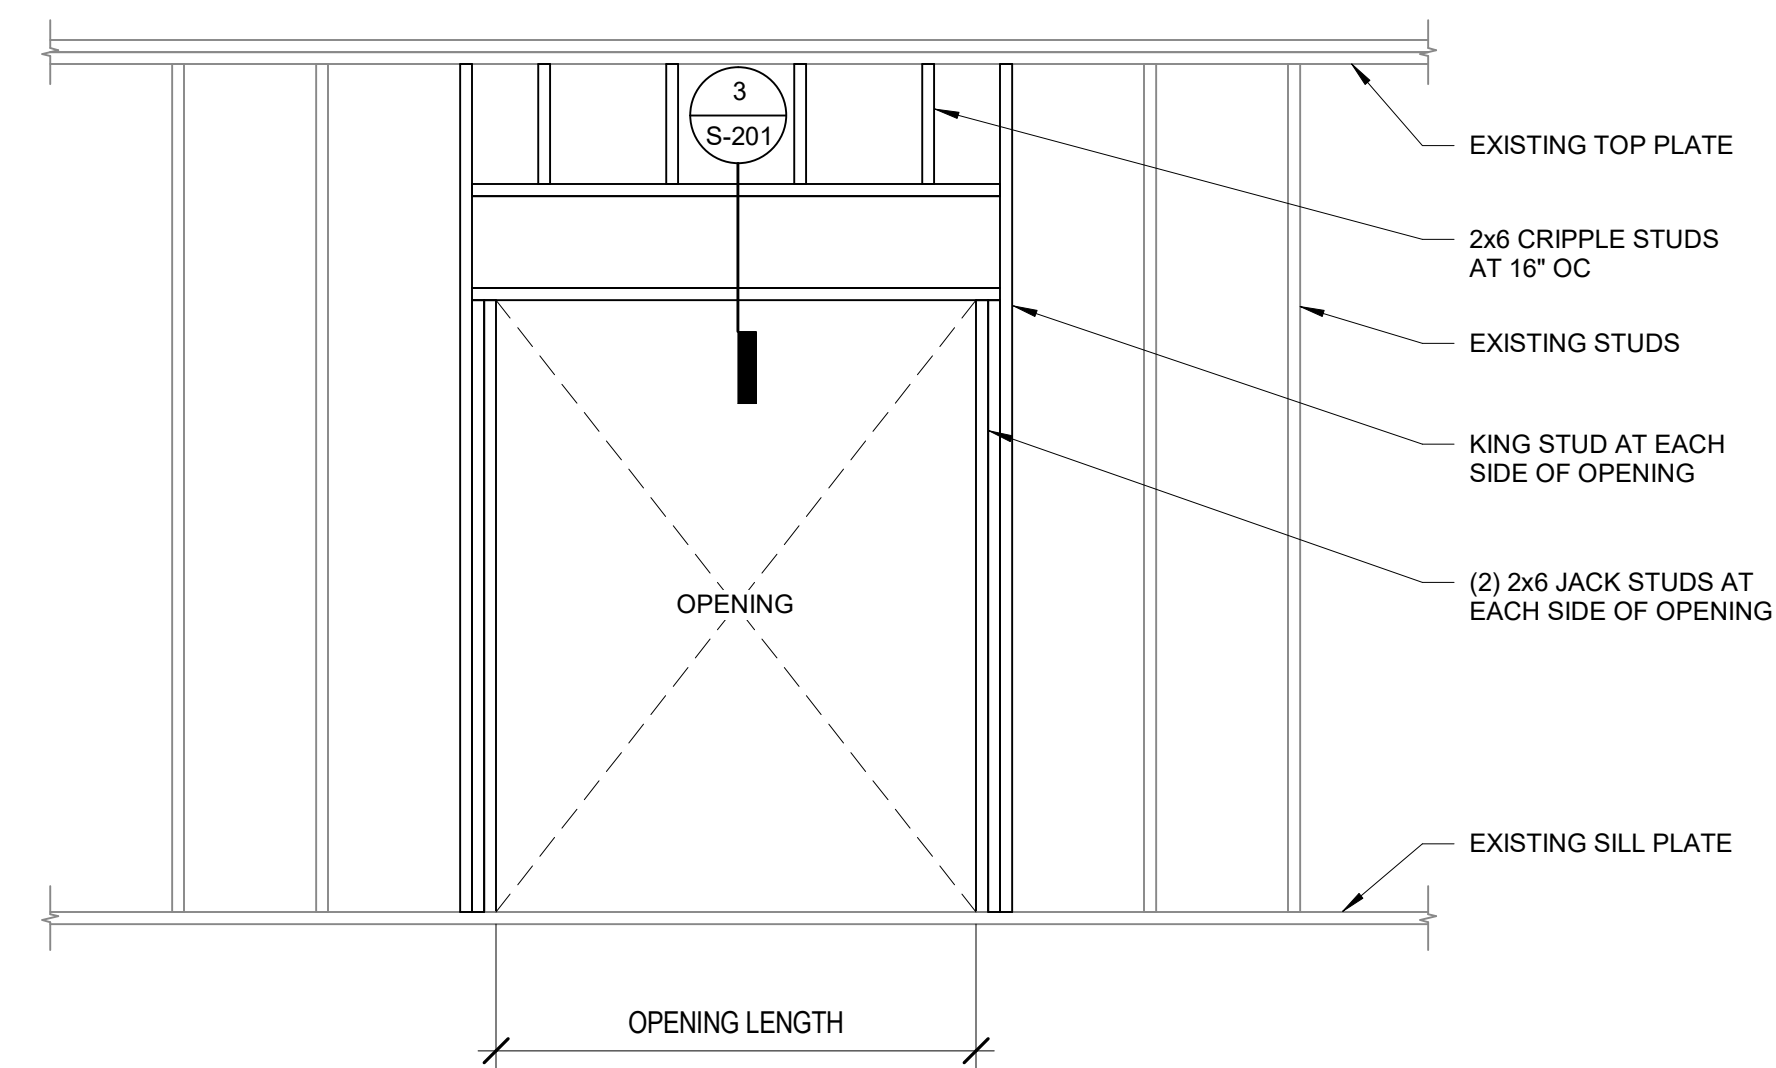 3
S-201
EXISTING TOP PLATE
2x6 CRIPPLE STUDS
AT 16" OC
EXISTING STUDS
KING STUD AT EACH
SIDE OF OPENING
(2) 2x6 JACK STUDS AT
EACH SIDE OF OPENING
OPENING
EXISTING SILL PLATE
OPENING LENGTH